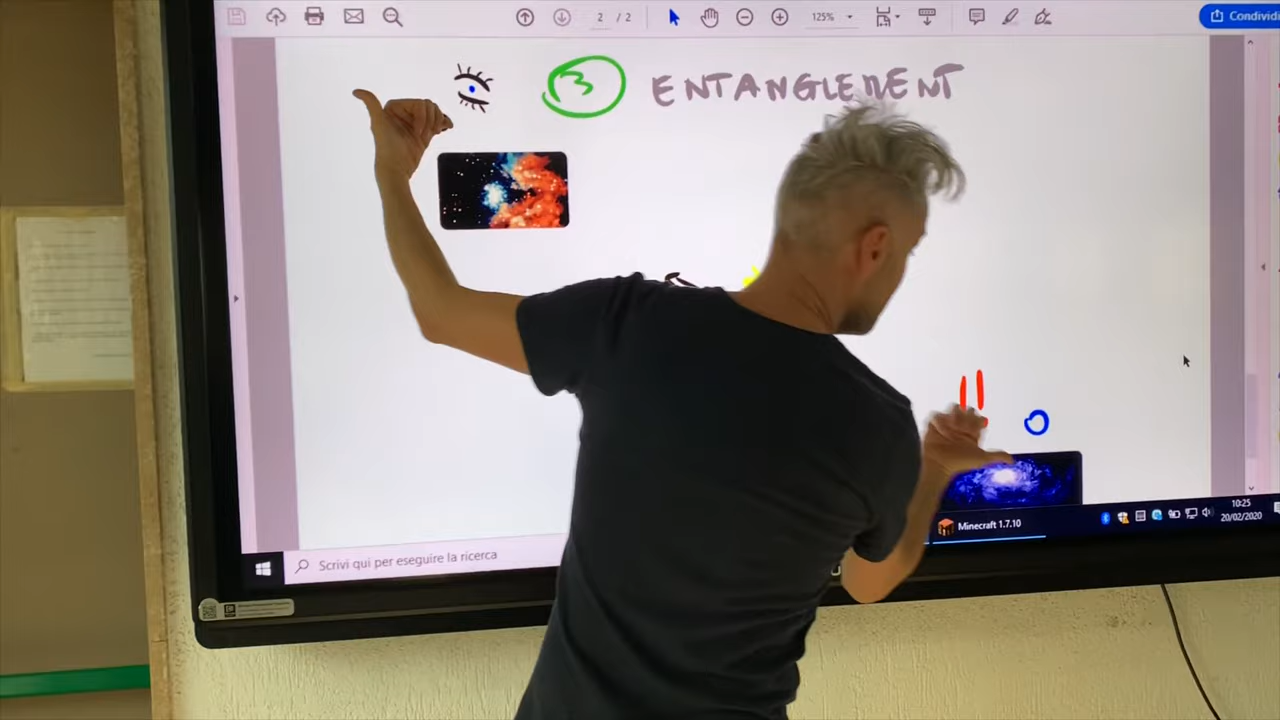 2 / 2
125%
Condividi
3 ENTANGLEMENT
Minecraft 1.7.10
10:25
20/02/2020
Scrivi qui per eseguire la ricerca